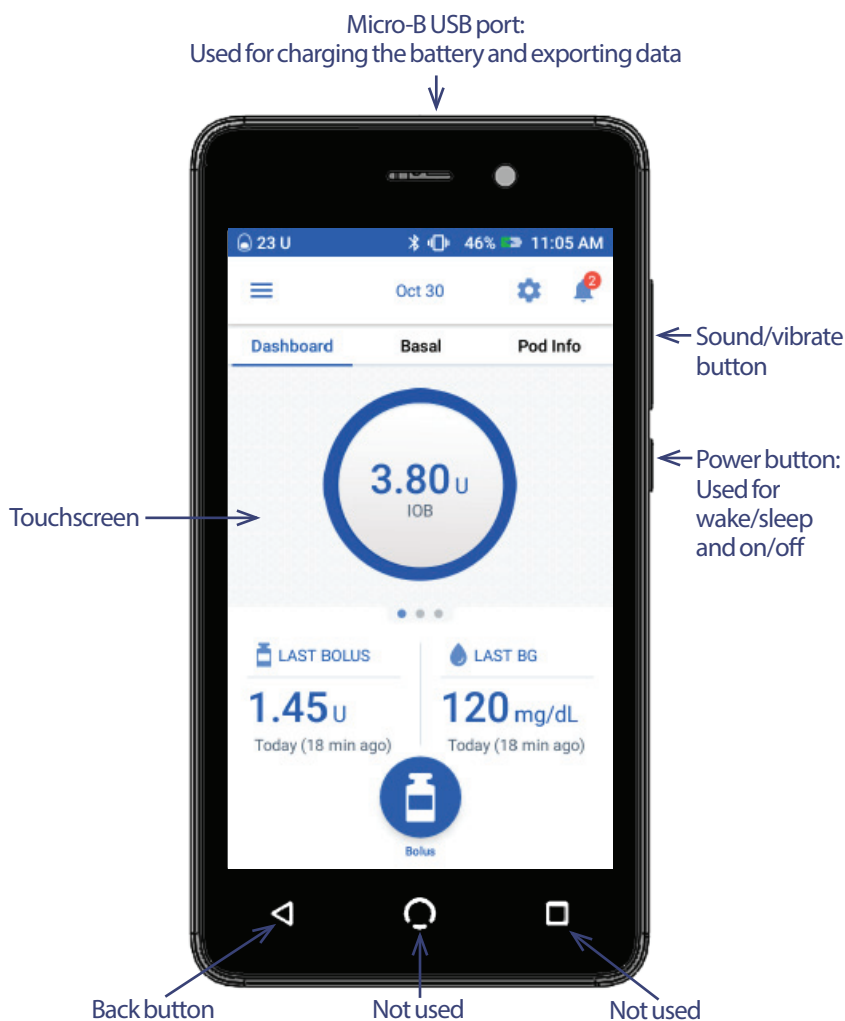 Micro-B USB port:
Used for charging the battery and exporting data
23 U 46% 11:05 AM
Oct 30 2
Dashboard Basal Pod Info
3.80 U
IOB
Sound/vibrate
button
Power button:
Used for
wake/sleep
and on/off
Touchscreen
LAST BOLUS LAST BG
1.45 U 120 mg/dL
Today (18 min ago) Today (18 min ago)
Bolus
Back button Not used Not used